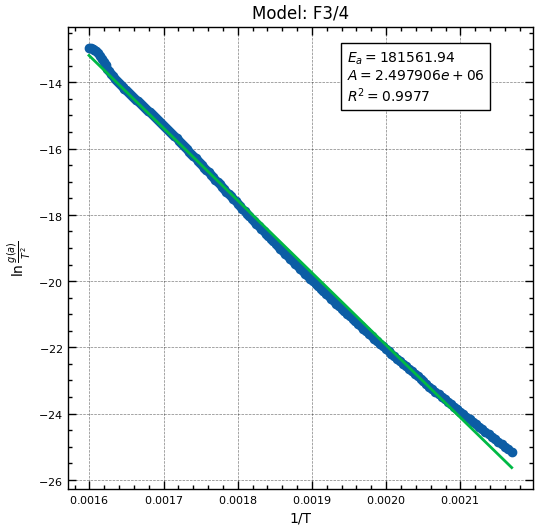 Model: F3/4
E_a = 181561.94
A = 2.497906e + 06
R^2 = 0.9977
−14
−16
−18
−20
−22
−24
−26
ln g(a)/T^2
0.0016 0.0017 0.0018 0.0019 0.0020 0.0021
1/T